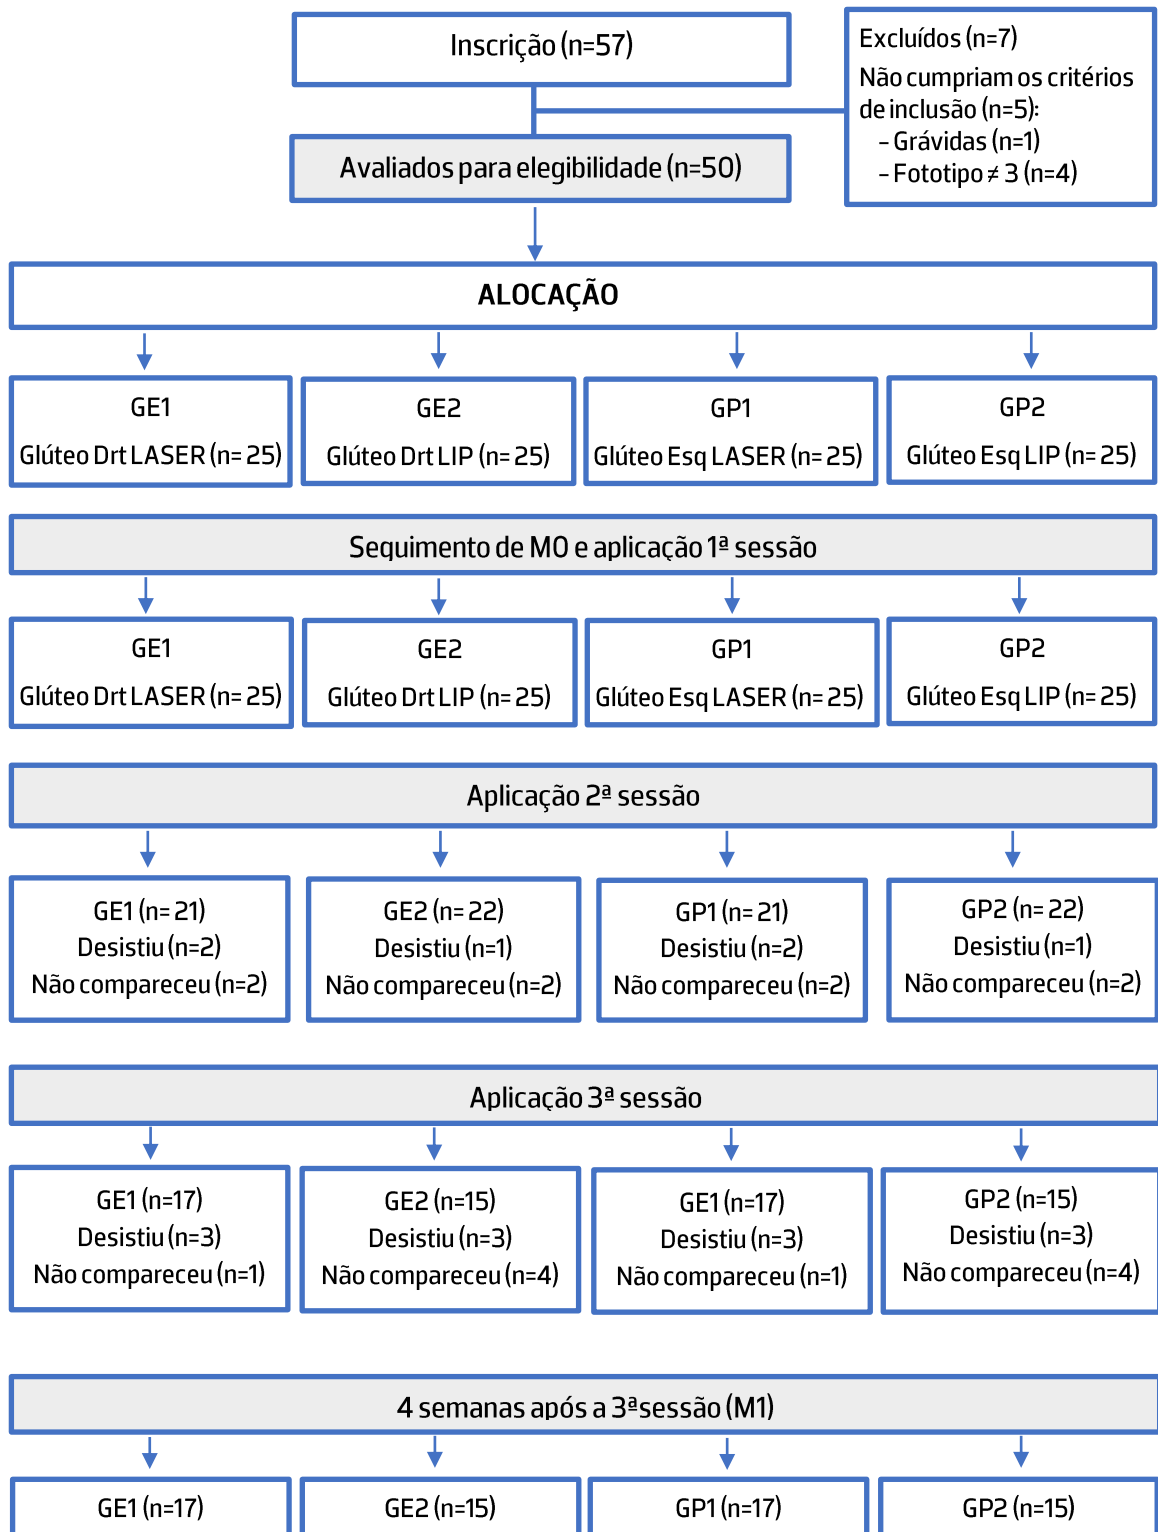 Inscrição (n=57)
Excluídos (n=7)
Não cumpriam os critérios
de inclusão (n=5):
- Grávidas (n=1)
- Fototipo ≠ 3 (n=4)
Avaliados para elegibilidade (n=50)
ALOCAÇÃO
GE1
Glúteo Drt LASER (n= 25)
GE2
Glúteo Drt LIP (n= 25)
GP1
Glúteo Esq LASER (n= 25)
GP2
Glúteo Esq LIP (n= 25)
Sequimento de M0 e aplicação 1ª sessão
GE1
Glúteo Drt LASER (n= 25)
GE2
Glúteo Drt LIP (n= 25)
GP1
Glúteo Esq LASER (n= 25)
GP2
Glúteo Esq LIP (n= 25)
Aplicação 2ª sessão
GE1 (n= 21)
Desistiu (n=2)
Não compareceu (n=2)
GE2 (n= 22)
Desistiu (n=1)
Não compareceu (n=2)
GP1 (n= 21)
Desistiu (n=2)
Não compareceu (n=2)
GP2 (n= 22)
Desistiu (n=1)
Não compareceu (n=2)
Aplicação 3ª sessão
GE1 (n=17)
Desistiu (n=3)
Não compareceu (n=1)
GE2 (n=15)
Desistiu (n=3)
Não compareceu (n=4)
GE1 (n=17)
Desistiu (n=3)
Não compareceu (n=1)
GP2 (n=15)
Desistiu (n=3)
Não compareceu (n=4)
4 semanas após a 3ªsessão (M1)
GE1 (n=17)
GE2 (n=15)
GP1 (n=17)
GP2 (n=15)